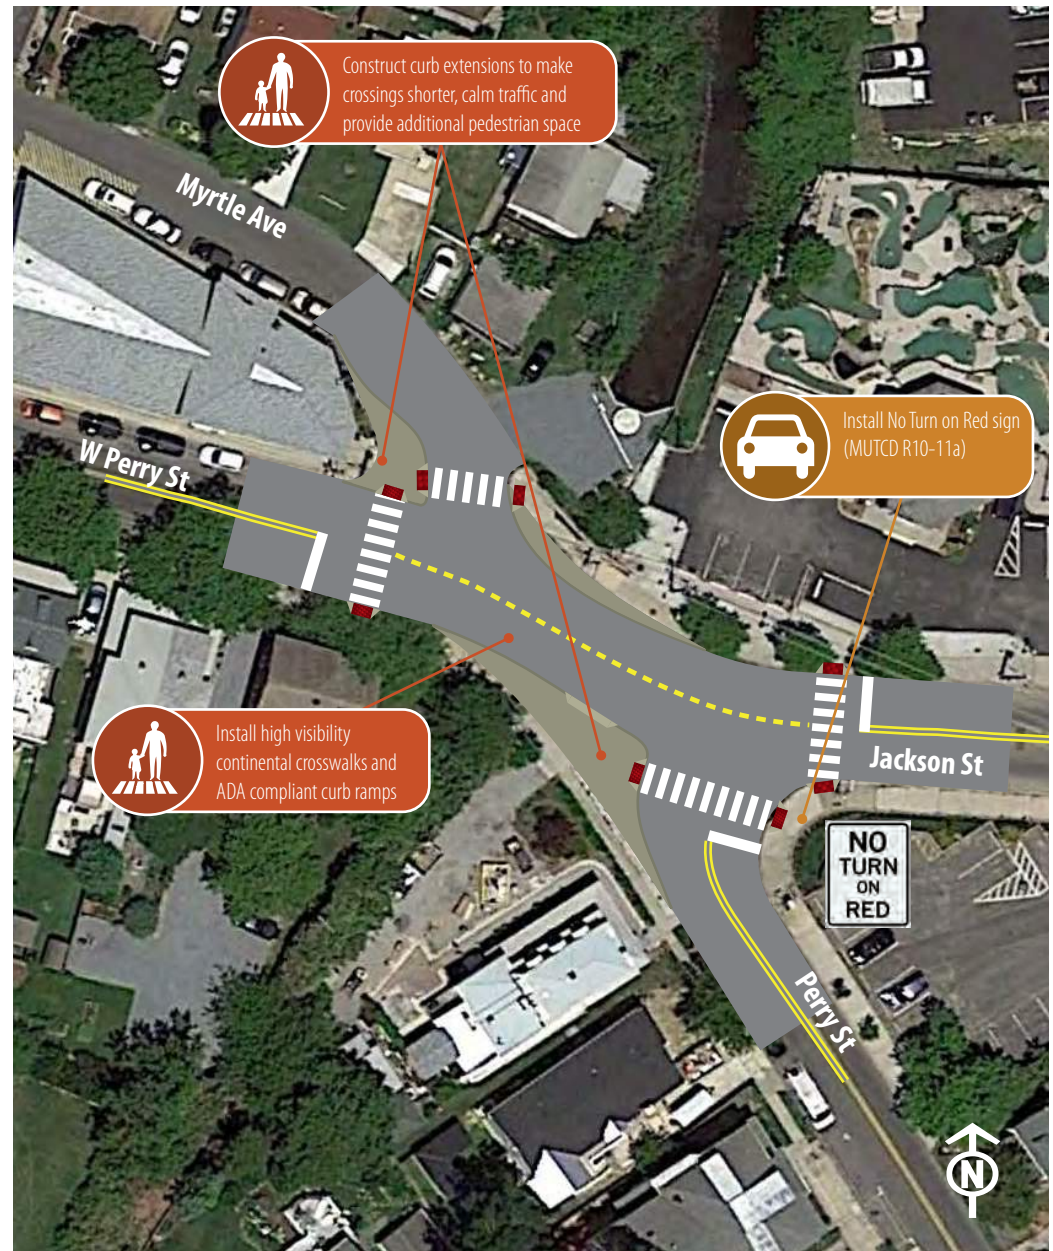 Construct curb extensions to make
crossings shorter, calm traffic and
provide additional pedestrian space
Myrtle Ave
Install No Turn on Red sign
(MUTCD R10-11a)
W Perry St
Install high visibility
continental crosswalks and
ADA compliant curb ramps
Jackson St
NO
TURN
ON
RED
Perry St
N